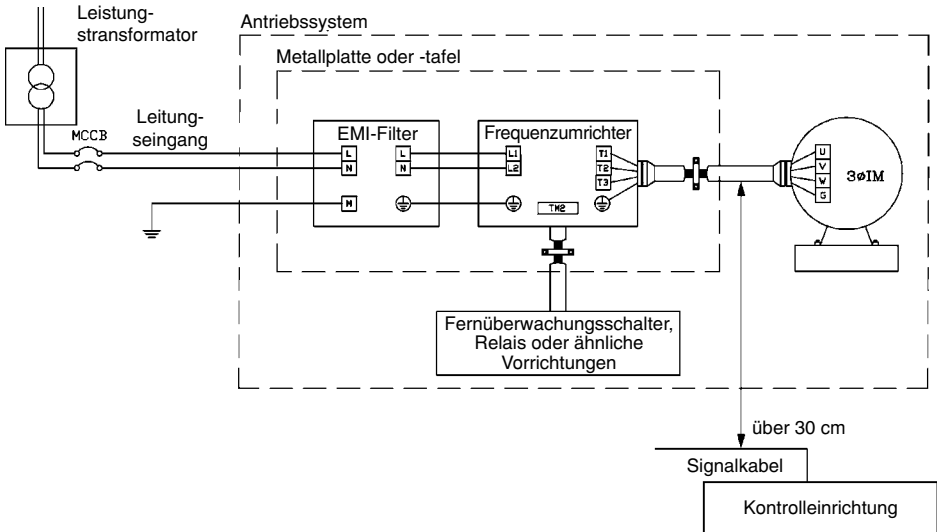 Leistung-
stransformator
Antriebssystem
Metallplatte oder -tafel
MCCB
Leitung-
seingang
EMI-Filter
L
N
L
N
N
Frequenzumrichter
L1
L2
T1
T2
T3
TM2
U
V
W
G
3øIM
Fernüberwachungsschalter,
Relais oder ähnliche
Vorrichtungen
über 30 cm
Signalkabel
Kontrolleinrichtung